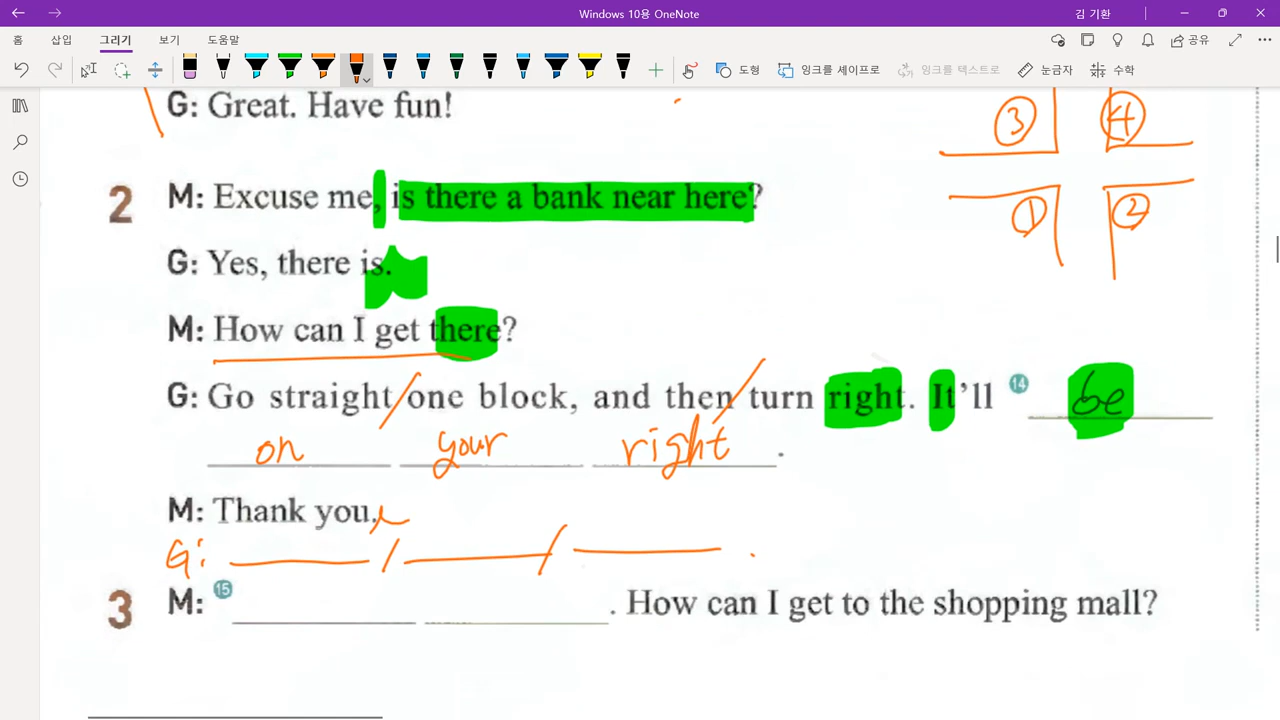 Windows 10용 OneNote
김 기환
홈 삽입 그리기 보기 도움말
공유
도형 잉크를 셰이프로 잉크를 텍스트로 눈금자 수학
G: Great. Have fun!
③ ④
① ②
2 M: Excuse me, is there a bank near here?
G: Yes, there is.
M: How can I get there?
G: Go straight / one block, and then / turn right. It'll 14 be
on your right .
M: Thank you.
G: / / .
3 M: 15 . How can I get to the shopping mall?